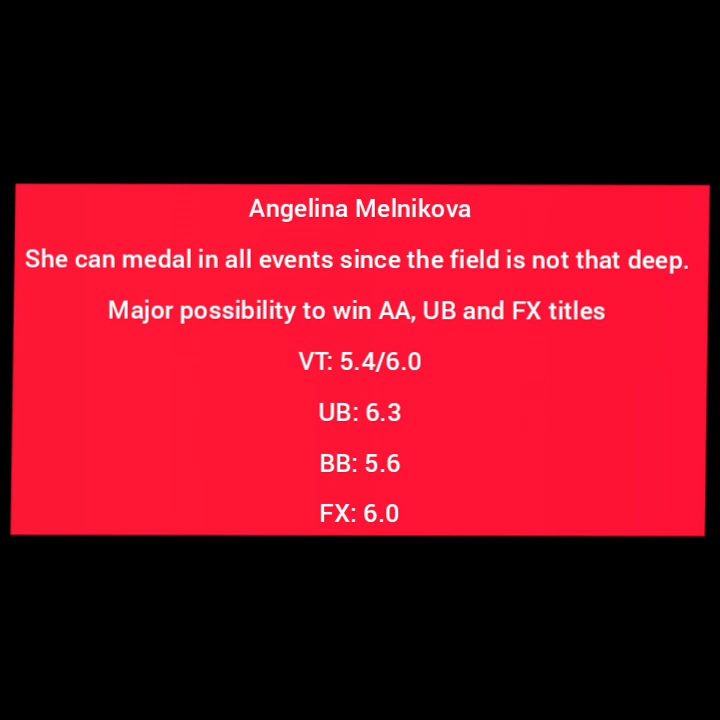 Angelina Melnikova
She can medal in all events since the field is not that deep.
Major possibility to win AA, UB and FX titles
VT: 5.4/6.0
UB: 6.3
BB: 5.6
FX: 6.0